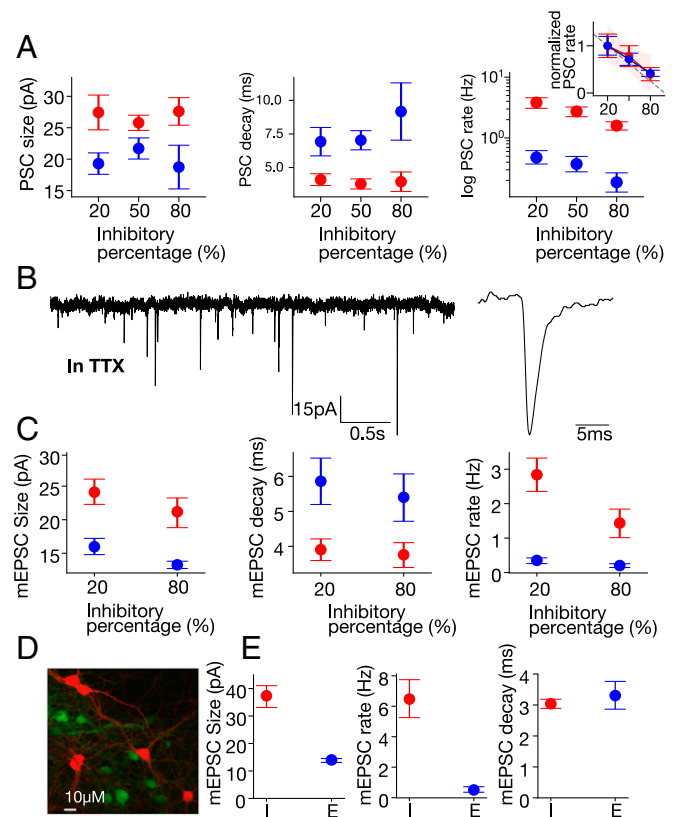 A
PSC size (pA)
30
25
20
15
20 50 80
Inhibitory
percentage (%)
PSC decay (ms)
10.0
7.5
5.0
20 50 80
Inhibitory
percentage (%)
log PSC rate (Hz)
10¹
10⁰
20 50 80
Inhibitory
percentage (%)
normalized
PSC rate
1
0
20 80
B
In TTX
15pA
0.5s
5ms
C
mEPSC Size (pA)
30
25
20
15
20 80
Inhibitory
percentage (%)
mEPSC decay (ms)
6
5
4
20 80
Inhibitory
percentage (%)
mEPSC rate (Hz)
3
2
1
0
20 80
Inhibitory
percentage (%)
D
10μM
E
mEPSC Size (pA)
40
30
20
10
0
I E
mEPSC rate (Hz)
8
6
4
2
0
I E
mEPSC decay (ms)
4
3
2
1
0
I E